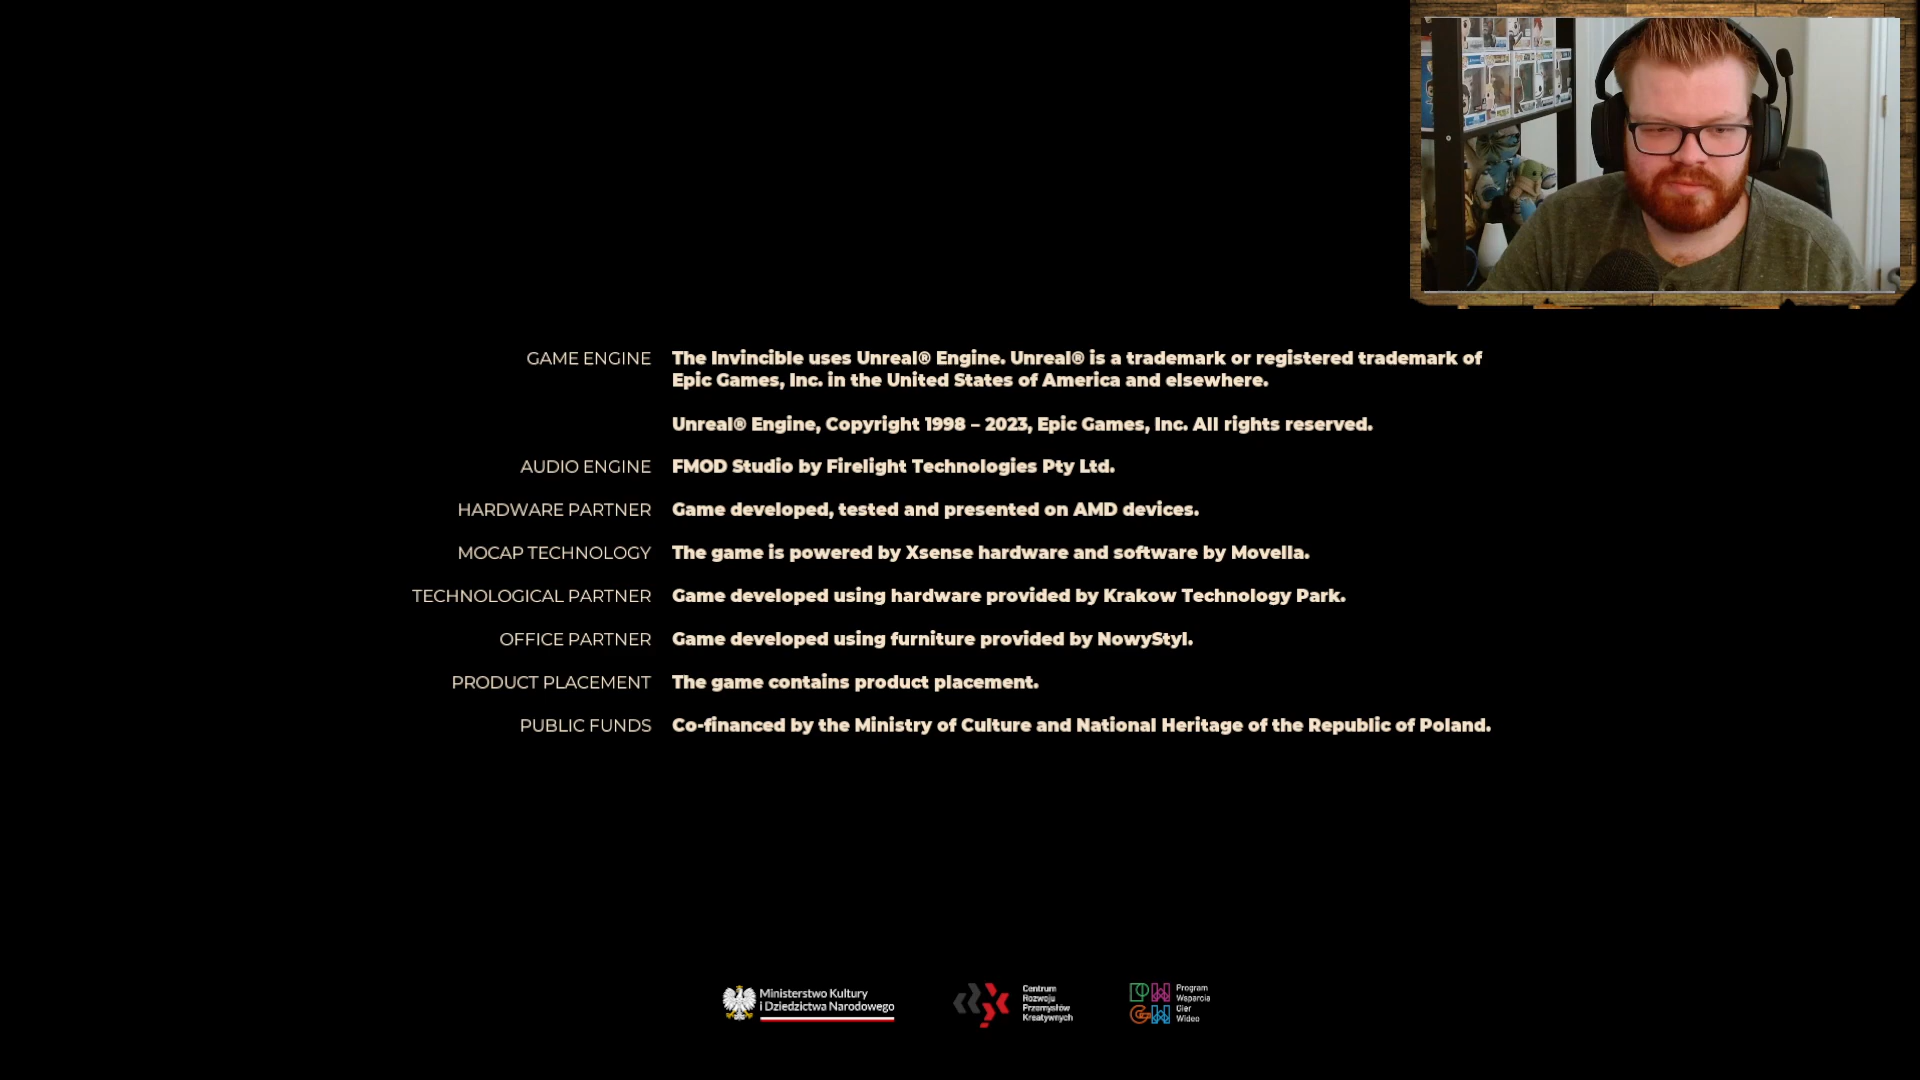 GAME ENGINE The Invincible uses Unreal® Engine. Unreal® is a trademark or registered trademark of
Epic Games, Inc. in the United States of America and elsewhere.
Unreal® Engine, Copyright 1998 – 2023, Epic Games, Inc. All rights reserved.
AUDIO ENGINE FMOD Studio by Firelight Technologies Pty Ltd.
HARDWARE PARTNER Game developed, tested and presented on AMD devices.
MOCAP TECHNOLOGY The game is powered by Xsense hardware and software by Movella.
TECHNOLOGICAL PARTNER Game developed using hardware provided by Krakow Technology Park.
OFFICE PARTNER Game developed using furniture provided by NowyStyl.
PRODUCT PLACEMENT The game contains product placement.
PUBLIC FUNDS Co-financed by the Ministry of Culture and National Heritage of the Republic of Poland.
Ministerstwo Kultury
i Dziedzictwa Narodowego
Centrum
Rozwoju
Przemysłów
Kreatywnych
Program
Wsparcia
Gier
Wideo